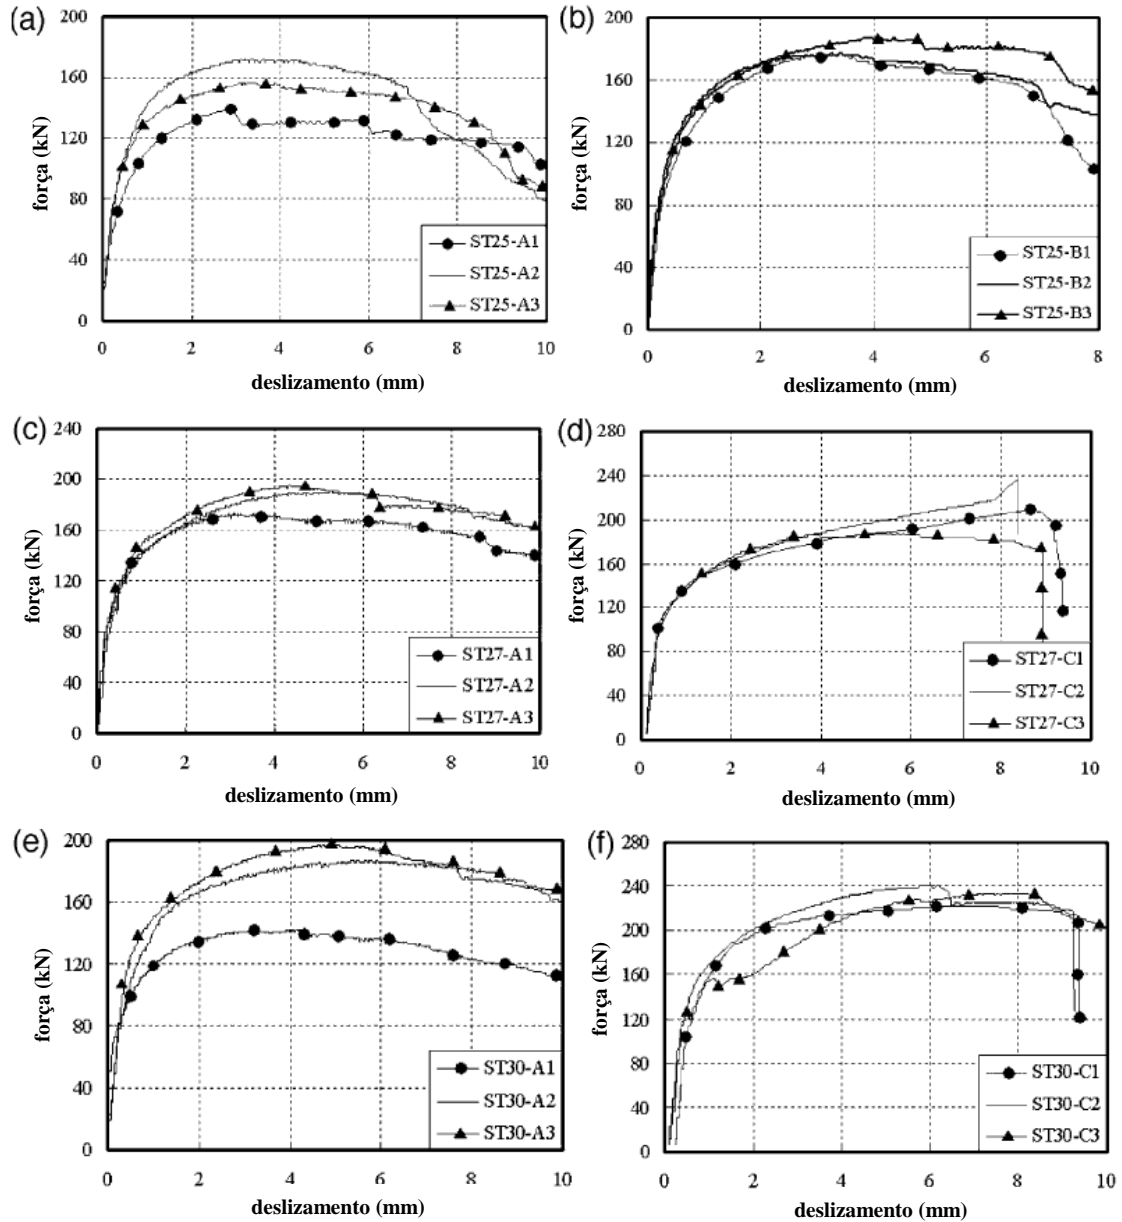 (a)
200
160
120
80
40
0
força (kN)
ST25-A1
ST25-A2
ST25-A3
0 2 4 6 8 10
deslizamento (mm)
(b)
200
160
120
80
40
0
força (kN)
ST25-B1
ST25-B2
ST25-B3
0 2 4 6 8
deslizamento (mm)
(c)
240
200
160
120
80
40
0
força (kN)
ST27-A1
ST27-A2
ST27-A3
0 2 4 6 8 10
deslizamento (mm)
(d)
280
240
200
160
120
80
40
0
força (kN)
ST27-C1
ST27-C2
ST27-C3
0 2 4 6 8 10
deslizamento (mm)
(e)
200
160
120
80
40
0
força (kN)
ST30-A1
ST30-A2
ST30-A3
0 2 4 6 8 10
deslizamento (mm)
(f)
280
240
200
160
120
80
40
0
força (kN)
ST30-C1
ST30-C2
ST30-C3
0 2 4 6 8 10
deslizamento (mm)